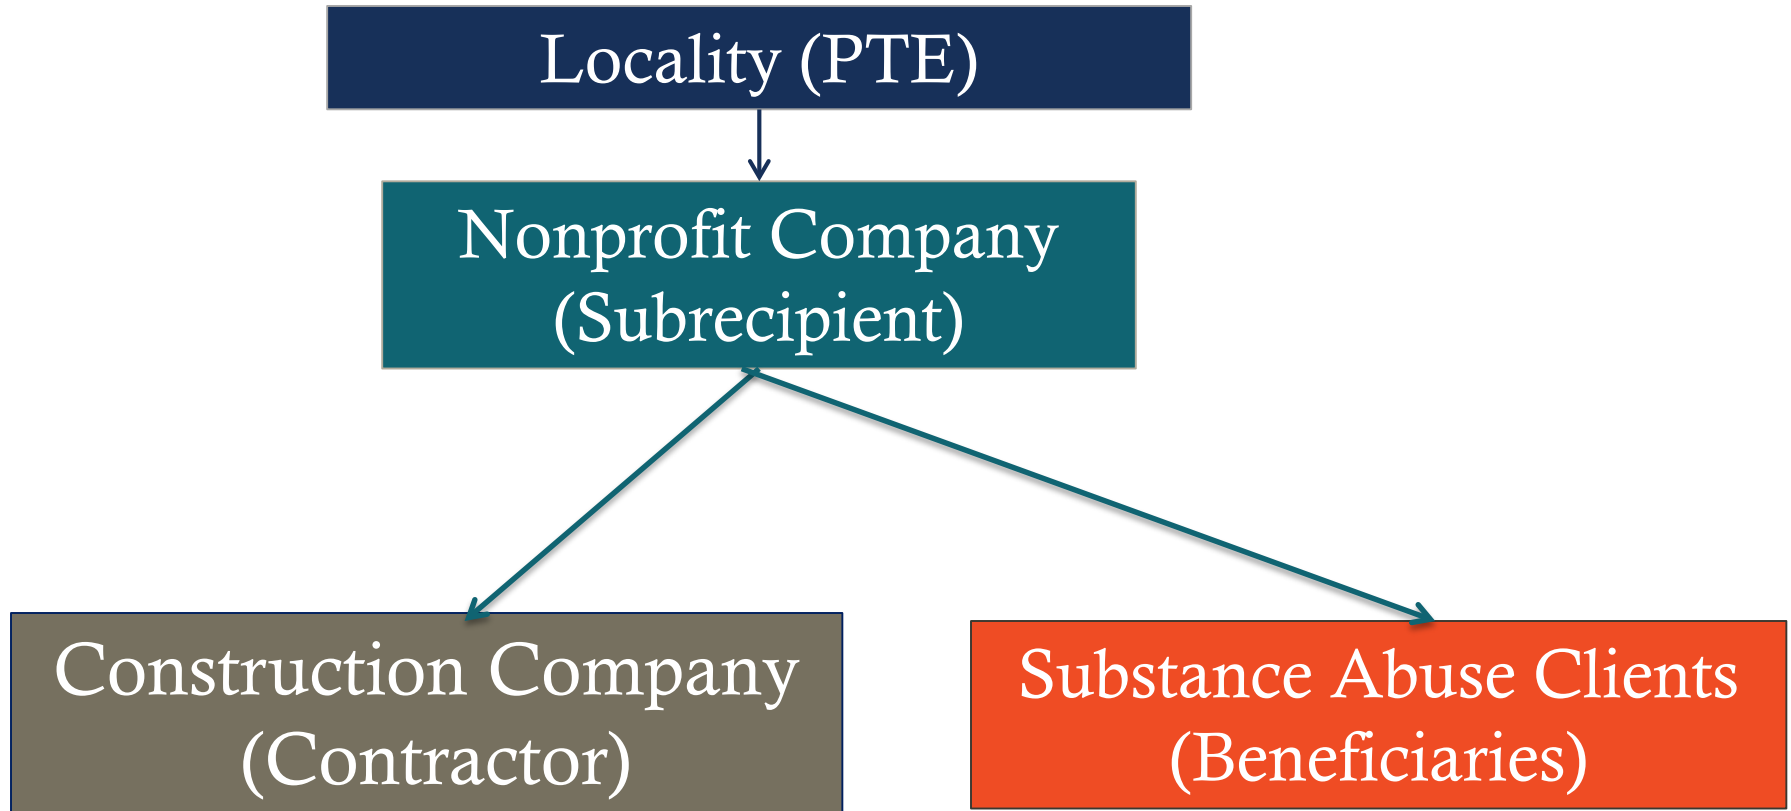 Locality (PTE)
Nonprofit Company
(Subrecipient)
Construction Company
(Contractor)
Substance Abuse Clients
(Beneficiaries)